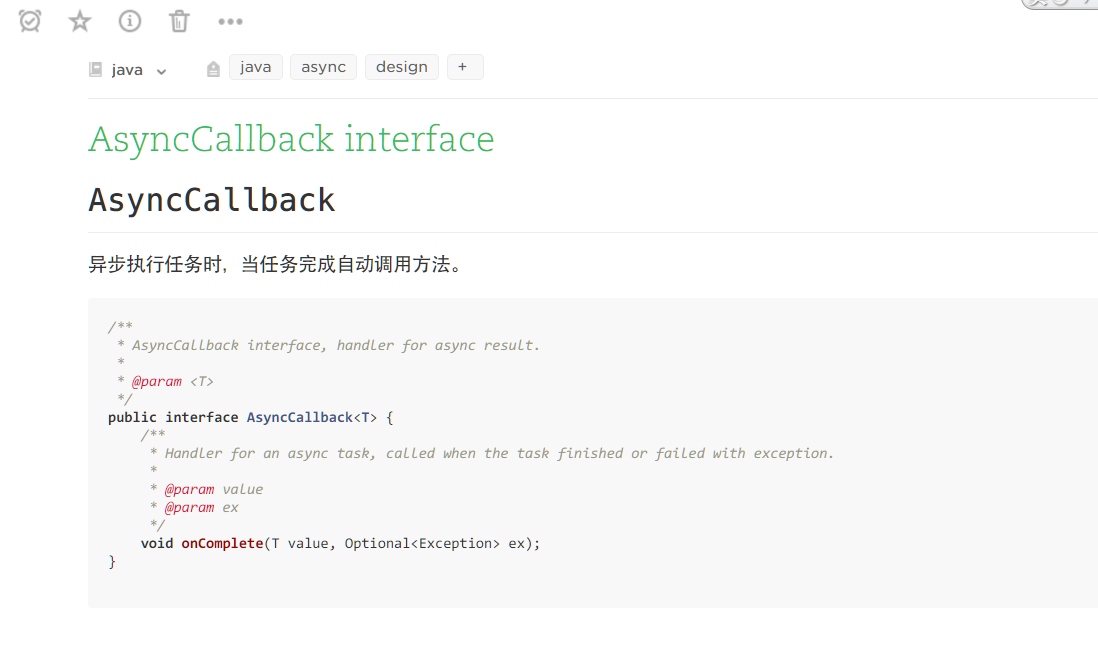 java
java
async
design
+
AsyncCallback interface
AsyncCallback
异步执行任务时，当任务完成自动调用方法。
/**
 * AsyncCallback interface, handler for async result.
 *
 * @param <T>
 */
public interface AsyncCallback<T> {
    /**
     * Handler for an async task, called when the task finished or failed with exception.
     *
     * @param value
     * @param ex
     */
    void onComplete(T value, Optional<Exception> ex);
}